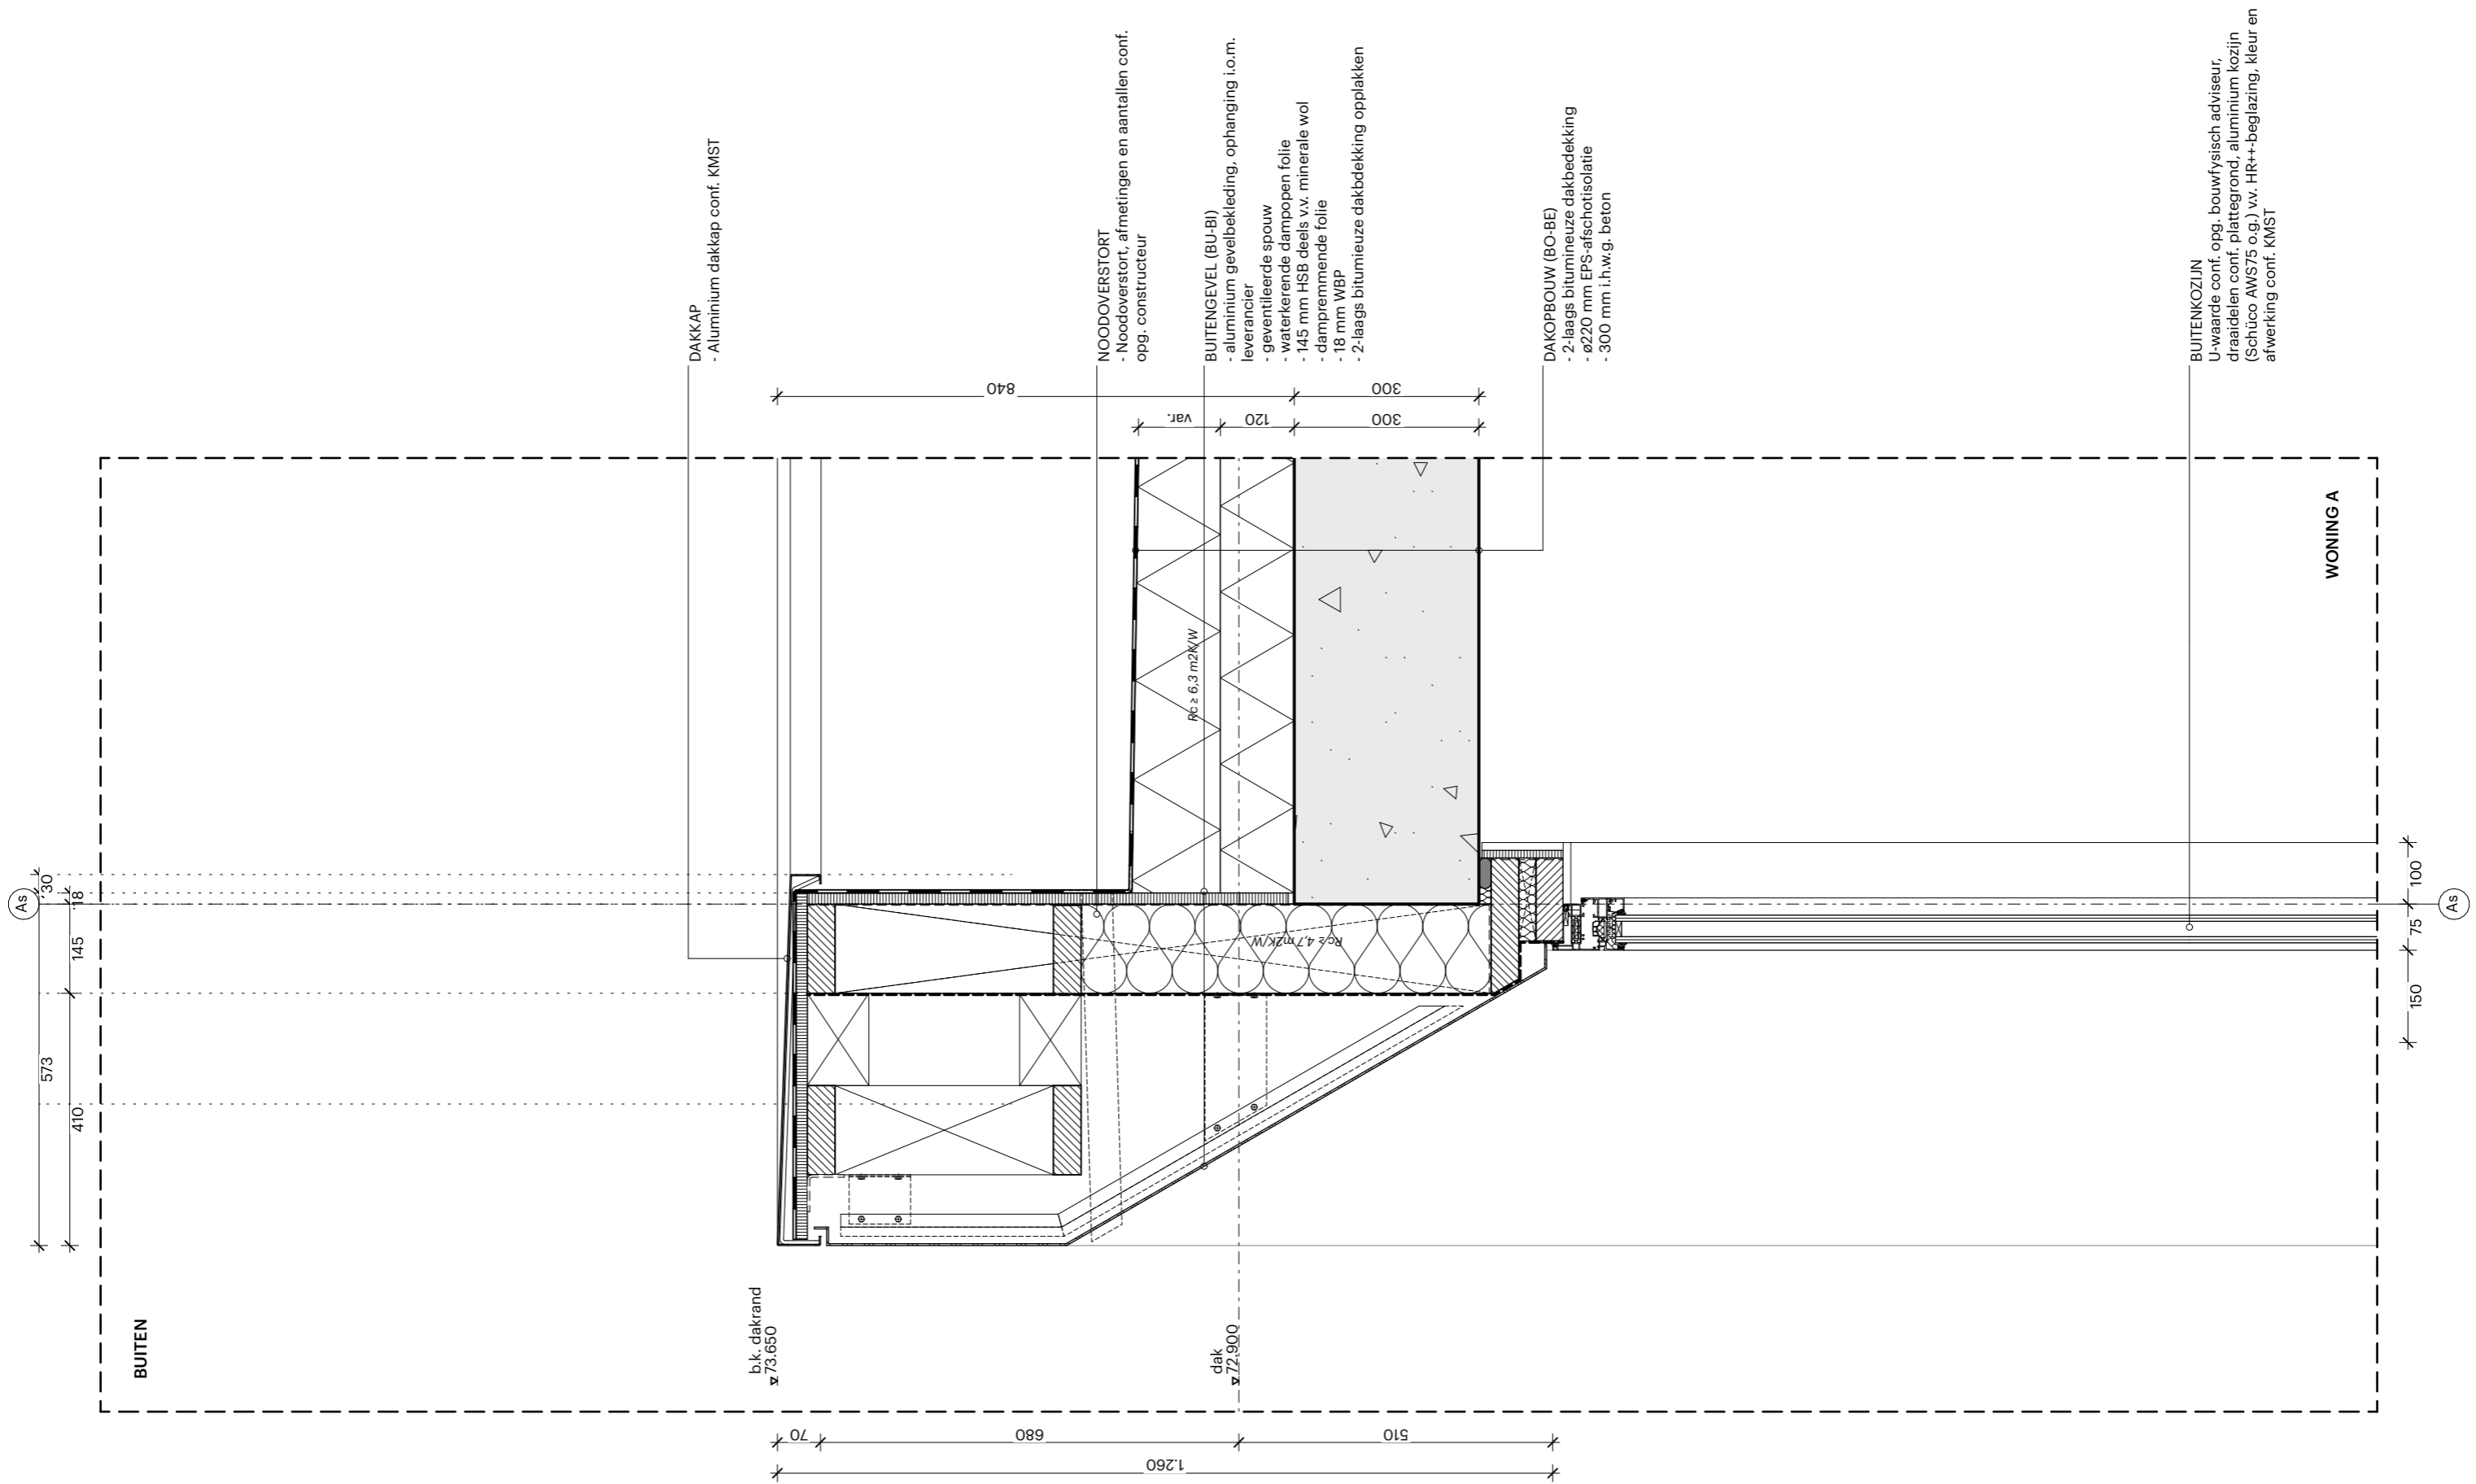 DAKKAP
- Aluminium dakkap conf. KMST
NOODOVERSTORT
- Noodoverstort, afmetingen en aantallen conf.
opg. constructeur
BUITENGEVEL (BU-BI)
- aluminium gevelbekleding, ophanging i.o.m.
leverancier
- geventileerde spouw
- waterkerende dampopen folie
- 145 mm HSB deels v.v. minerale wol
- dampremmende folie
- 18 mm WBP
- 2-laags bitumieuze dakbdekking opplakken
DAKOPBOUW (BO-BE)
- 2-laags bitumineuze dakbedekking
- ø220 mm EPS-afschotisolatie
- 300 mm i.h.w.g. beton
BUITENKOZIJN
U-waarde conf. opg. bouwfysisch adviseur,
draaidelen conf. plattegrond, aluminium kozijn
(Schüco AWS75 o.g.) v.v. HR++-beglazing, kleur en
afwerking conf. KMST
840
300
var.
120
300
WONING A
Rc ≥ 6,3 m2K/W
Rc ≥ 4,7 m2K/W
As
30
18
145
573
410
As
100
75
150
BUITEN
b.k. dakrand
73.650
dak
72.900
70
680
510
1.260